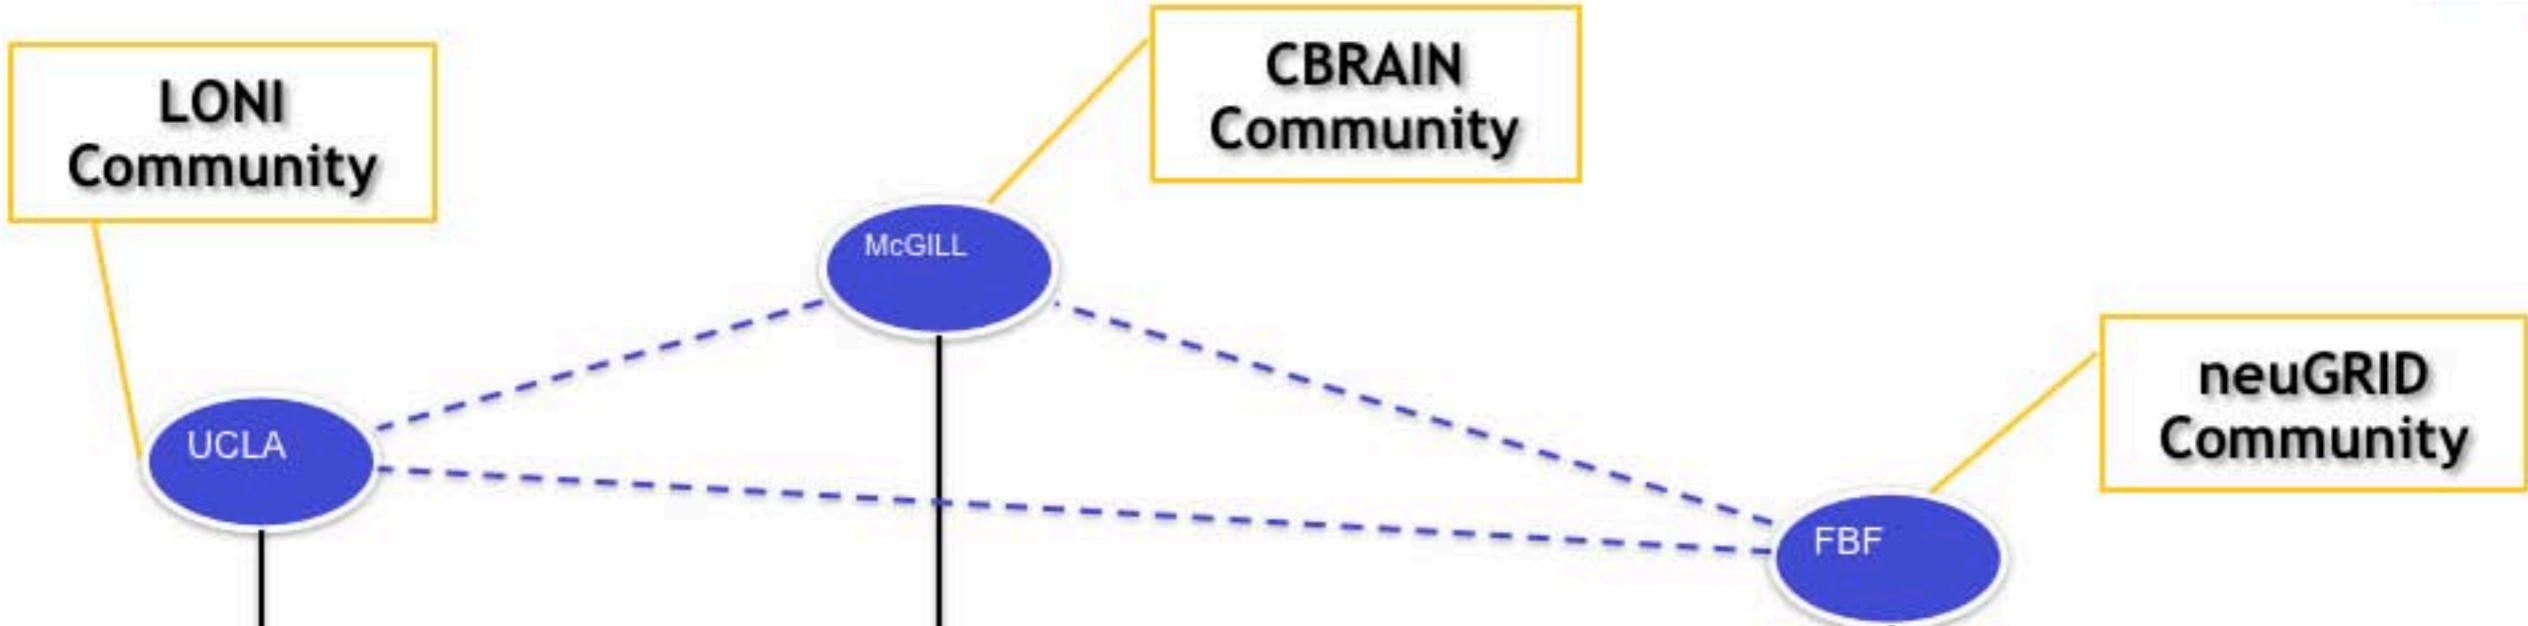 LONI
Community
CBRAIN
Community
McGILL
UCLA
neuGRID
Community
FBF